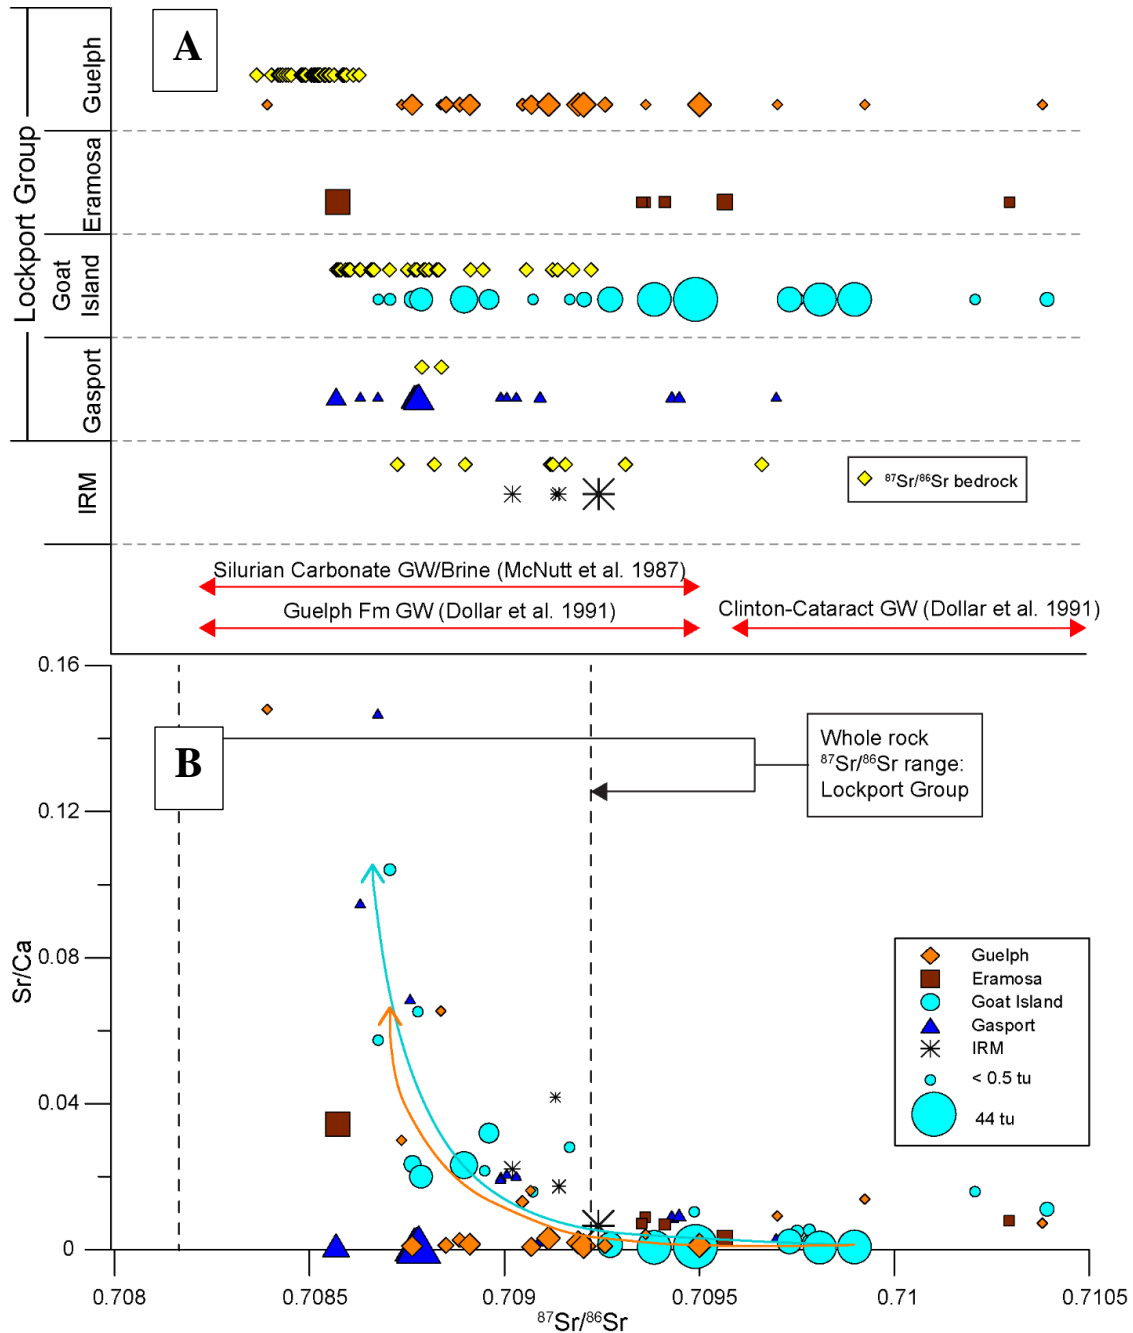 A
Lockport Group
Guelph
Eramosa
Goat
Island
Gasport
IRM
⁸⁷Sr/⁸⁶Sr bedrock
Silurian Carbonate GW/Brine (McNutt et al. 1987)
Guelph Fm GW (Dollar et al. 1991)
Clinton-Cataract GW (Dollar et al. 1991)
B
Whole rock
⁸⁷Sr/⁸⁶Sr range:
Lockport Group
0.16
0.12
0.08
0.04
0
Sr/Ca
Guelph
Eramosa
Goat Island
Gasport
IRM
< 0.5 tu
44 tu
0.708
0.7085
0.709
0.7095
0.71
0.7105
⁸⁷Sr/⁸⁶Sr